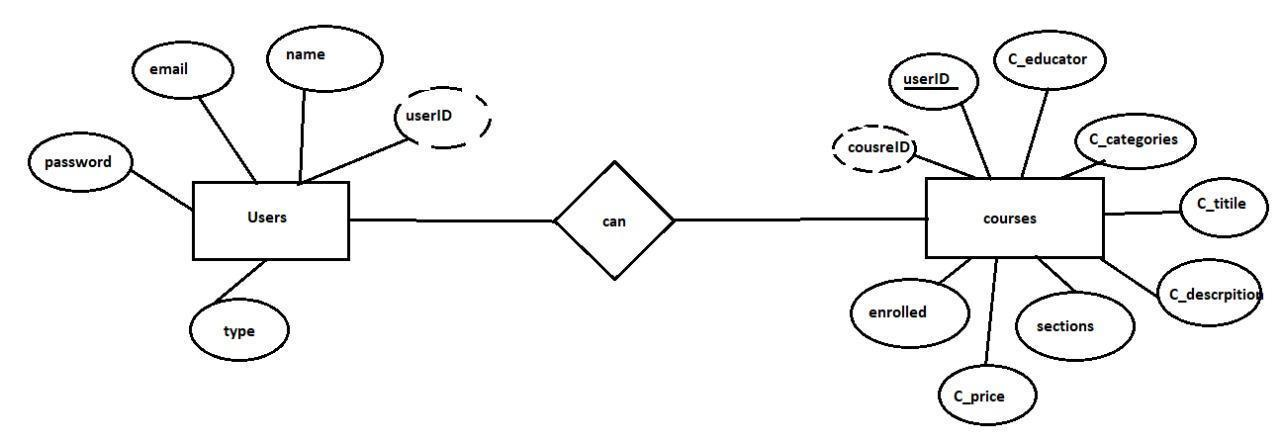 name
email
userID
password
Users
type
can
C_educator
userID
cousreID
C_categories
C_titile
courses
C_descrpition
enrolled
sections
C_price